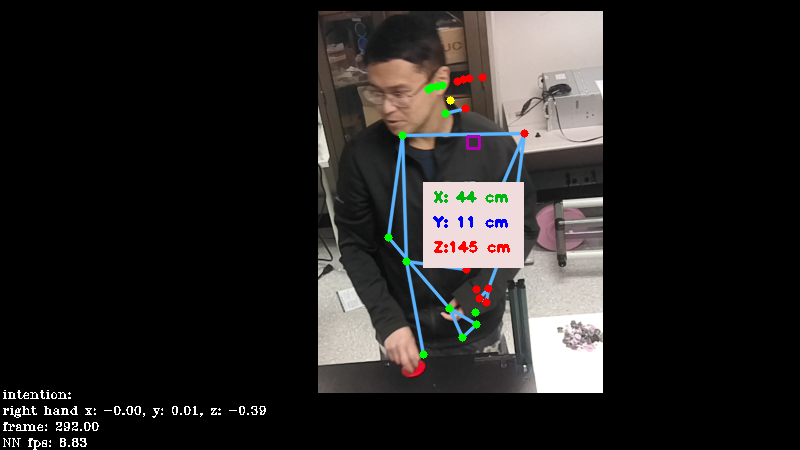 UC
X: 44 cm
Y: 11 cm
Z:145 cm
intention:
right hand x: -0.00, y: 0.01, z: -0.39
frame: 292.00
NN fps: 8.83